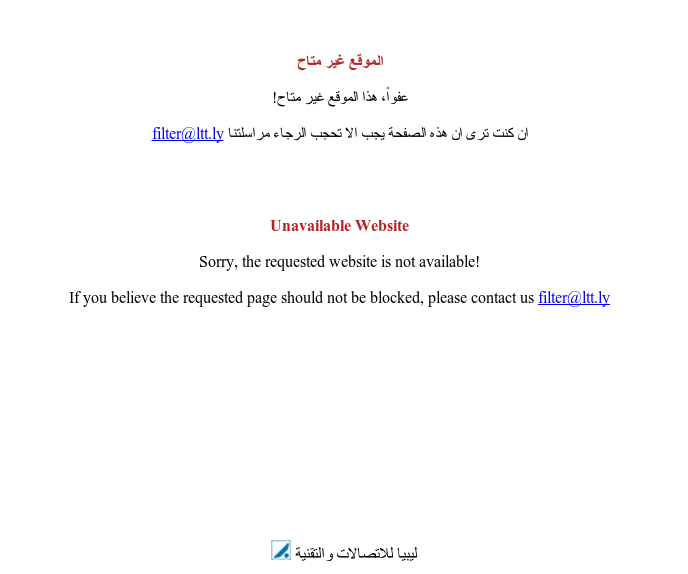 الموقع غير متاح
عفواً، هذا الموقع غير متاح!
ان كنت ترى ان هذه الصفحة يجب الا تحجب الرجاء مراسلتنا filter@ltt.ly
Unavailable Website
Sorry, the requested website is not available!
If you believe the requested page should not be blocked, please contact us filter@ltt.ly
ليبيا للاتصالات والتقنية